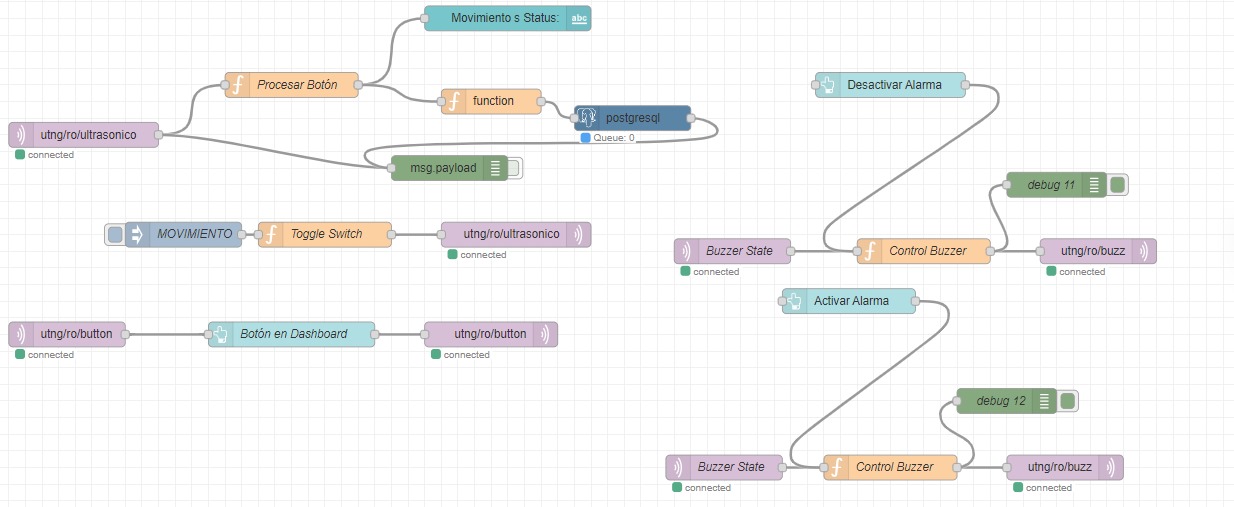 Movimiento s Status:
abc
Procesar Botón
function
postgresql
Queue: 0
utng/ro/ultrasonico
connected
msg.payload
MOVIMIENTO
Toggle Switch
utng/ro/ultrasonico
connected
utng/ro/button
connected
Botón en Dashboard
utng/ro/button
connected
Desactivar Alarma
debug 11
Buzzer State
connected
Control Buzzer
utng/ro/buzz
connected
Activar Alarma
debug 12
Buzzer State
connected
Control Buzzer
utng/ro/buzz
connected